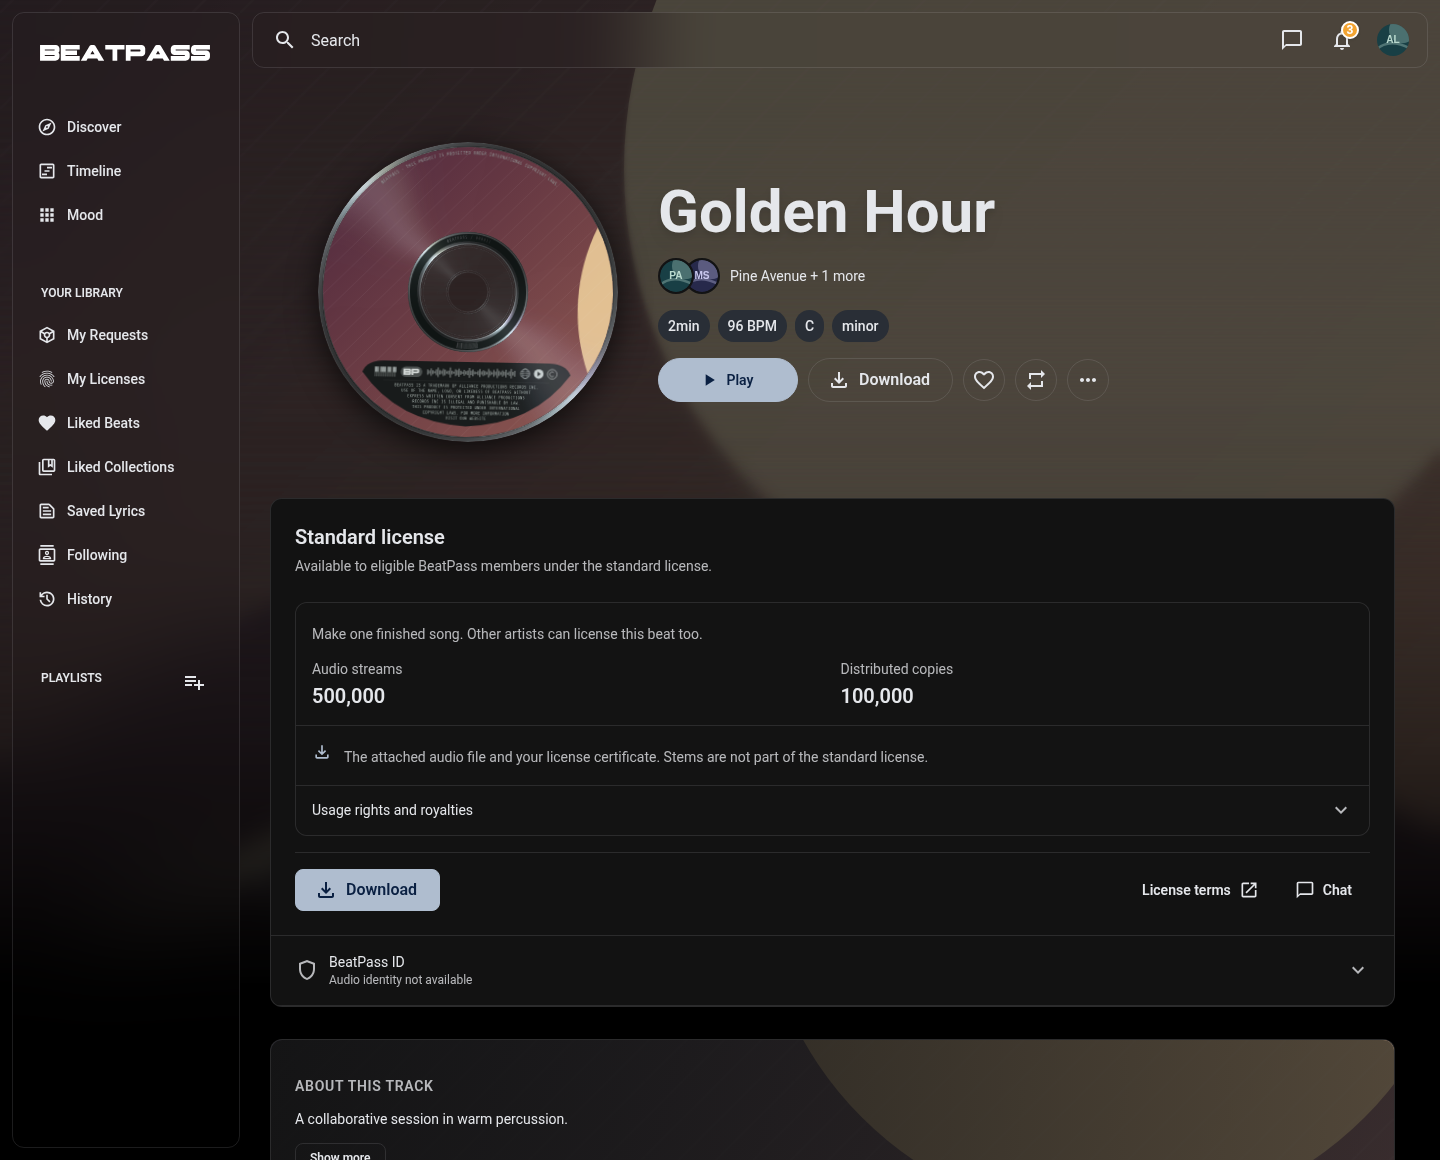 BEATPASS
Search
3
AL
Discover
Timeline
Mood
YOUR LIBRARY
My Requests
My Licenses
Liked Beats
Liked Collections
Saved Lyrics
Following
History
PLAYLISTS
BP
Golden Hour
PA
MS
Pine Avenue + 1 more
2min
96 BPM
C
minor
Play
Download
Standard license
Available to eligible BeatPass members under the standard license.
Make one finished song. Other artists can license this beat too.
Audio streams
Distributed copies
500,000
100,000
The attached audio file and your license certificate. Stems are not part of the standard license.
Usage rights and royalties
Download
License terms
Chat
BeatPass ID
Audio identity not available
ABOUT THIS TRACK
A collaborative session in warm percussion.
Show more